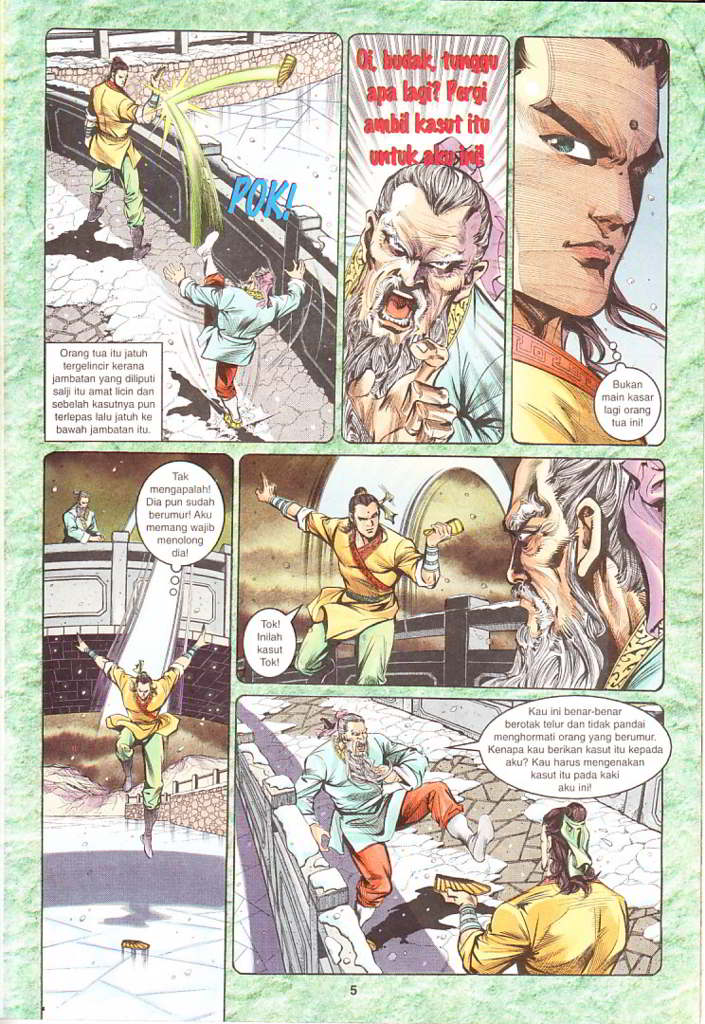 POK!
Orang tua itu jatuh
tergelincir kerana
jambatan yang diliputi
salji itu amat licin dan
sebelah kasutnya pun
terlepas lalu jatuh ke
bawah jambatan itu.
Oi, budak, tunggu
apa lagi? Pergi
ambil kasut itu
untuk aku ini!
Bukan
main kasar
lagi orang
tua ini!
Tak
mengapalah!
Dia pun sudah
berumur! Aku
memang wajib
menolong
dia!
Tok!
Inilah
kasut
Tok!
Kau ini benar-benar
berotak telur dan tidak pandai
menghormati orang yang berumur.
Kenapa kau berikan kasut itu kepada
aku? Kau harus mengenakan
kasut itu pada kaki
aku ini!
5